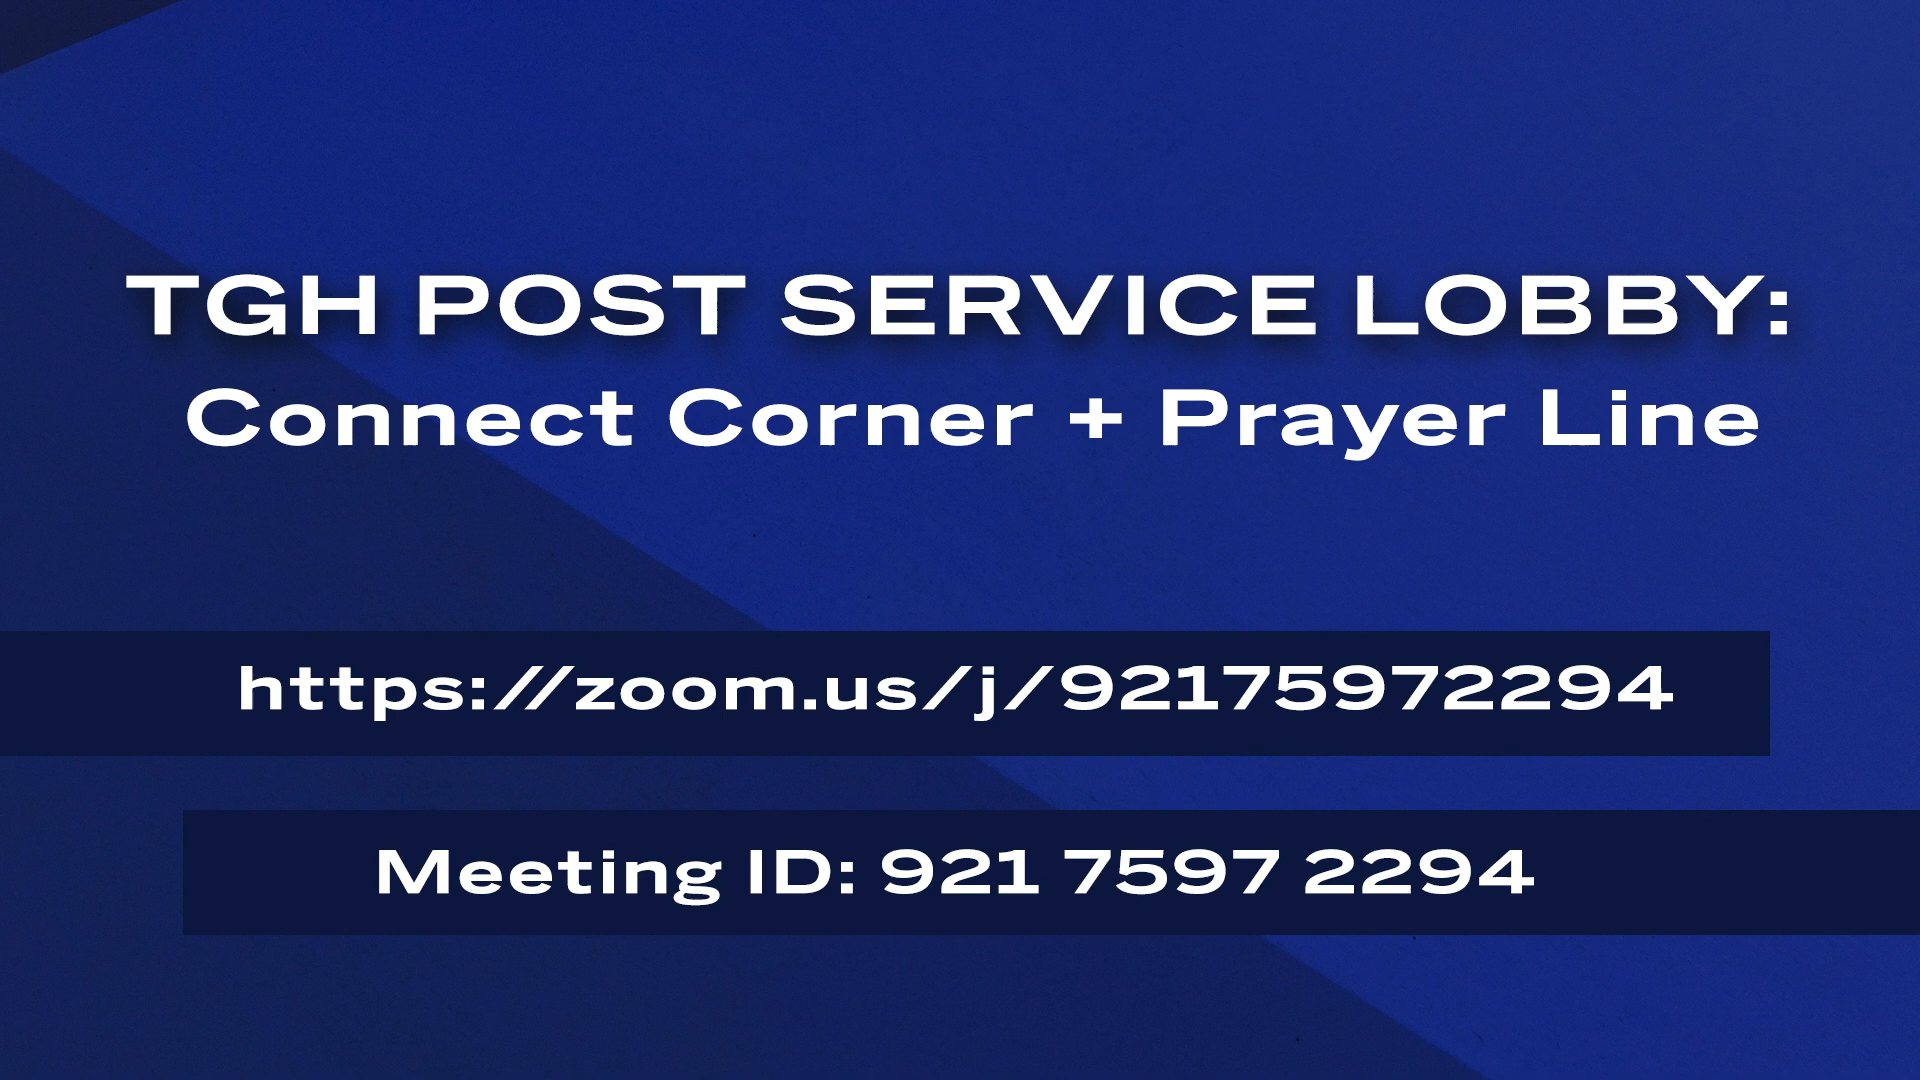 TGH POST SERVICE LOBBY:
Connect Corner + Prayer Line
https://zoom.us/j/92175972294
Meeting ID: 921 7597 2294